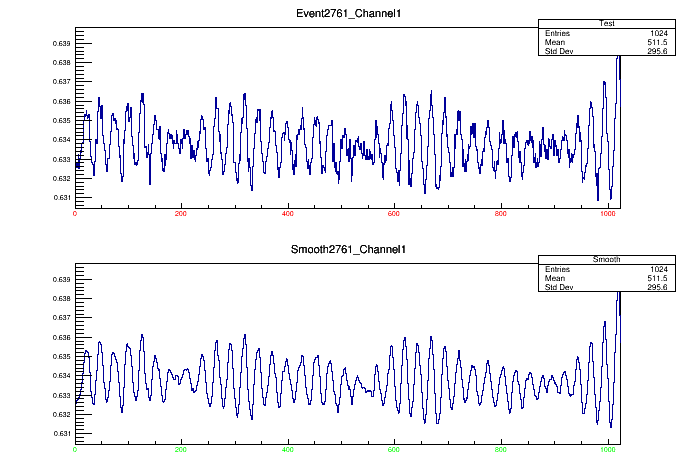 Event2761_Channel1
Test
Entries 1024
Mean 511.5
Std Dev 295.6
0.639
0.638
0.637
0.636
0.635
0.634
0.633
0.632
0.631
0 200 400 600 800 1000
Smooth2761_Channel1
Smooth
Entries 1024
Mean 511.5
Std Dev 295.6
0.639
0.638
0.637
0.636
0.635
0.634
0.633
0.632
0.631
0 200 400 600 800 1000